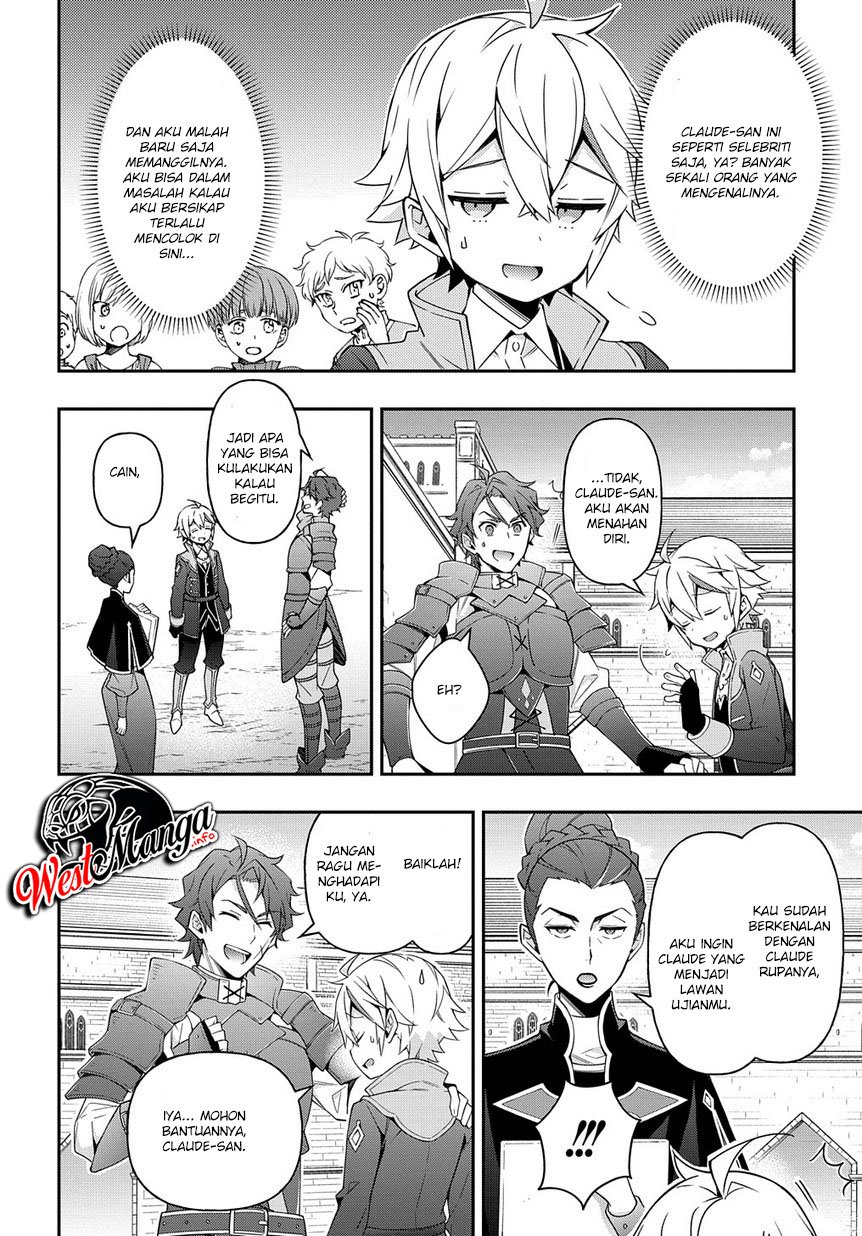 CLAUDE-SAN INI
SEPERTI SELEBRITI
SAJA, YA? BANYAK
SEKALI ORANG YANG
MENGENALINYA.
DAN AKU MALAH
BARU SAJA
MEMANGGILNYA.
AKU BISA DALAM
MASALAH KALAU
AKU BERSIKAP
TERLALU
MENCOLOK DI
SINI...
...TIDAK,
CLAUDE-SAN.
AKU AKAN
MENAHAN
DIRI.
EH?
JADI APA
YANG BISA
KULAKUKAN
KALAU
BEGITU.
CAIN,
KAU SUDAH
BERKENALAN
DENGAN
CLAUDE
RUPANYA,
AKU INGIN
CLAUDE YANG
MENJADI
LAWAN
UJIANMU.
!!!
BAIKLAH!
JANGAN
RAGU ME-
NGHADAPI
KU, YA.
IYA... MOHON
BANTUANNYA,
CLAUDE-SAN.
WestManga
.info